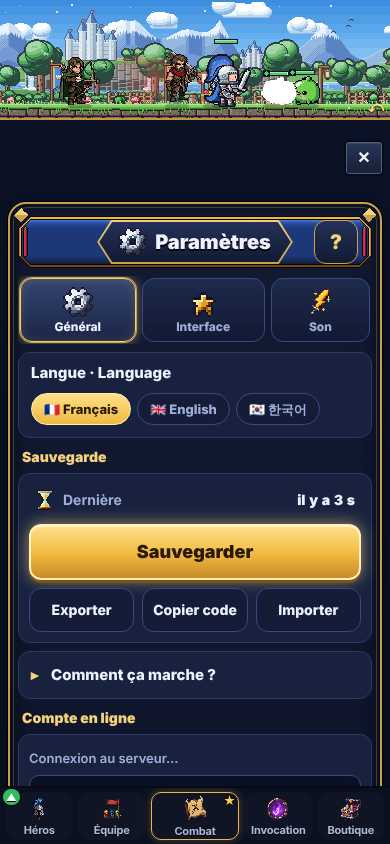 ×
Paramètres
?
Général
Interface
Son
Langue · Language
🇫🇷 Français
🇬🇧 English
🇰🇷 한국어
Sauvegarde
Dernière
il y a 3 s
Sauvegarder
Exporter
Copier code
Importer
► Comment ça marche ?
Compte en ligne
Connexion au serveur...
Héros
Équipe
Combat
Invocation
Boutique